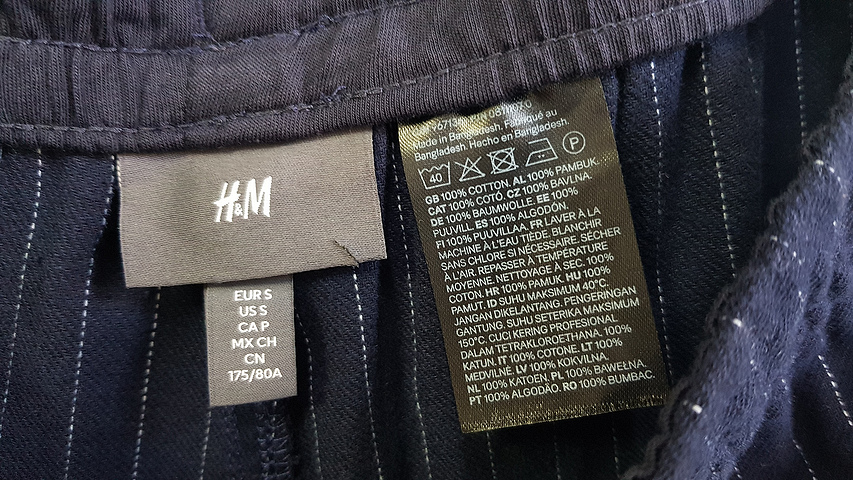 H&M
EUR S
US S
CA P
MX CH
CN
175/80A
Made in Bangladesh. Fabriqué au
Bangladesh. Hecho en Bangladesh.
40
P
GB 100% COTTON. AL 100% PAMBUK.
CAT 100% COTÓ. CZ 100% BAVLNA.
DE 100% BAUMWOLLE. EE 100%
PUUVILL. ES 100% ALGODÓN.
FI 100% PUUVILLAA. FR LAVER À LA
MACHINE À L'EAU TIÈDE. BLANCHIR
SANS CHLORE SI NÉCESSAIRE. SÉCHER
À L'AIR. REPASSER À TEMPÉRATURE
MOYENNE. NETTOYAGE À SEC. 100%
COTON. HR 100% PAMUK. HU 100%
PAMUT. ID SUHU MAKSIMUM 40°C.
JANGAN DIKELANTANG. PENGERINGAN
GANTUNG. SUHU SETERIKA MAKSIMUM
150°C. CUCI KERING PROFESIONAL
DALAM TETRAKLOROETHANA. 100%
KATUN. IT 100% COTONE. LT 100%
MEDVILNĖ. LV 100% KOKVILNA.
NL 100% KATOEN. PL 100% BAWEŁNA.
PT 100% ALGODÃO. RO 100% BUMBAC.